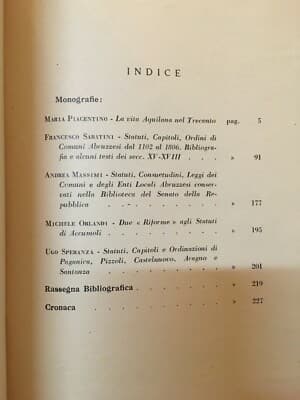 INDICE
Monografie:
MARIA PIACENTINO - La vita Aquilana nel Trecento pag. 5
FRANCESCO SABATINI - Statuti, Capitoli, Ordini di
Comuni Abruzzesi dal 1102 al 1806. Bibliogra-
fia e alcuni testi dei secc. XV-XVIII . . » 91
ANDREA MASSIMI - Statuti, Consuetudini, Leggi dei
Comuni e degli Enti Locali Abruzzesi conser-
vati nella Biblioteca del Senato della Re-
pubblica . . . . . . » 177
MICHELE ORLANDI - Due « Riforme » agli Statuti
di Accumoli . . . . . » 195
UGO SPERANZA - Statuti, Capitoli e Ordinazioni di
Paganica, Pizzoli, Castelnuovo, Aragno e
Santanza . . . . . . » 201
Rassegna Bibliografica . . . . . » 219
Cronaca . . . . . . . » 227